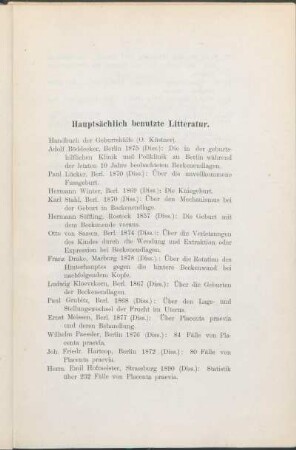 Hauptsächlich benutzte Litteratur.
Handbuch der Geburtshülfe (O. Küstner).
Adolf Böddecker, Berlin 1875 (Diss.): Die in der geburts-
hilflichen Klinik und Poliklinik zu Berlin während
der letzten 10 Jahre beobachteten Beckenendlagen.
Paul Lücker, Berl. 1870 (Diss.): Über die unvollkommene
Fussgeburt.
Hermann Winter, Berl. 1869 (Diss.): Die Kniegeburt.
Karl Stahl, Berl. 1870 (Diss.): Über den Mechanismus bei
der Geburt in Beckenendlage.
Hermann Süffing, Rostock 1857 (Diss.): Die Geburt mit
dem Beckenende voraus.
Otto von Saxen, Berl. 1874 (Diss.): Über die Verletzungen
des Kindes durch die Wendung und Extraktion oder
Expression bei Beckenendlagen.
Franz Drake, Marburg 1878 (Diss.): Über die Rotation des
Hinterhauptes gegen die hintere Beckenwand bei
nachfolgendem Kopfe.
Ludwig Kloevekorn, Berl. 1867 (Diss.): Über die Geburten
der Beckenendlagen.
Paul Grubitz, Berl. 1868 (Diss.): Über den Lage- und
Stellungswechsel der Frucht im Uterus.
Ernst Meissen, Berl. 1877 (Diss.): Über Placenta praevia
und deren Behandlung.
Wilhelm Paessler, Berlin 1876 (Diss.): 84 Fälle von Pla
centa praevia.
Joh. Friedr. Hartrop, Berlin 1872 (Diss.): 80 Fälle von
Placenta praevia.
Herm. Emil Hofmeister, Strassburg 1890 (Diss.): Statistik
über 232 Fälle von Placenta praevia.